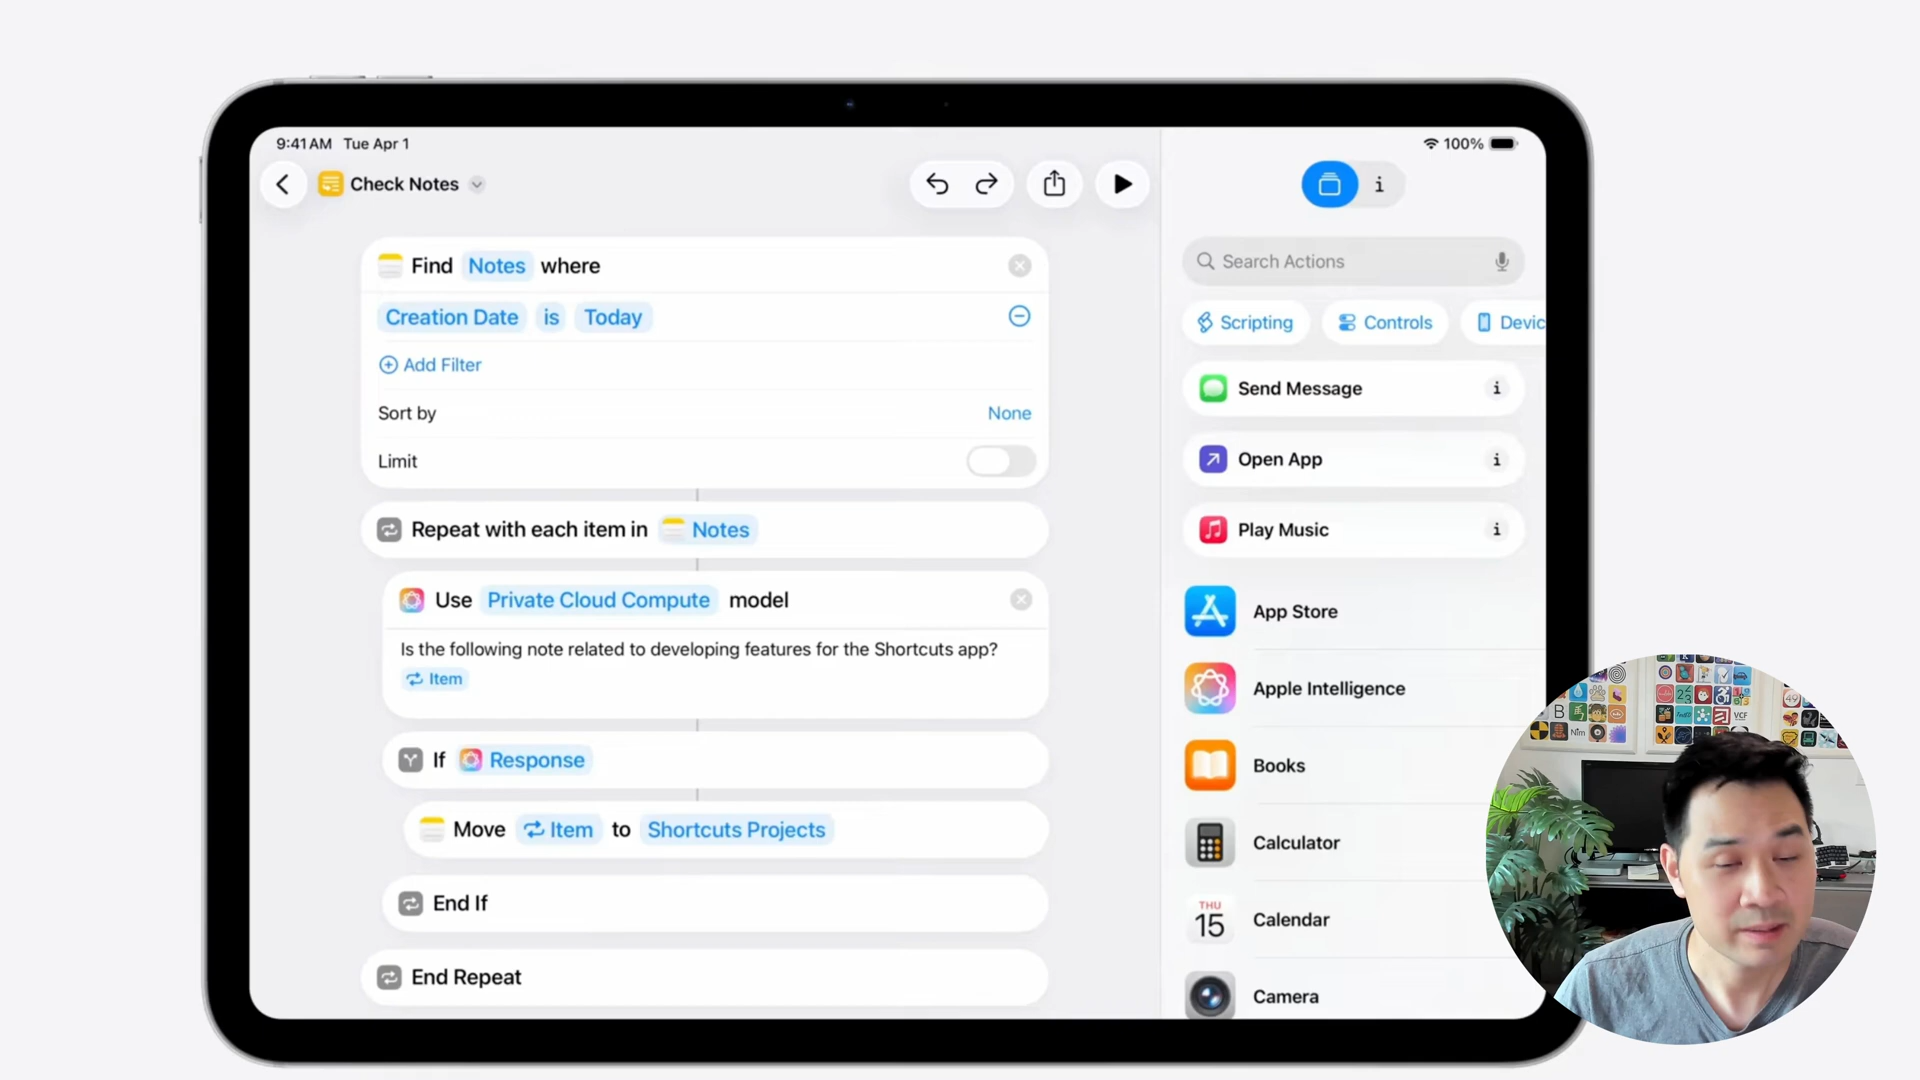 9:41 AM Tue Apr 1
100%
Check Notes
Find Notes where
Creation Date is Today
Add Filter
Sort by None
Limit
Repeat with each item in Notes
Use Private Cloud Compute model
Is the following note related to developing features for the Shortcuts app?
Item
If Response
Move Item to Shortcuts Projects
End If
End Repeat
Search Actions
Scripting Controls Devic
Send Message
Open App
Play Music
App Store
Apple Intelligence
Books
Calculator
THU
15
Calendar
Camera
VCF
Nim